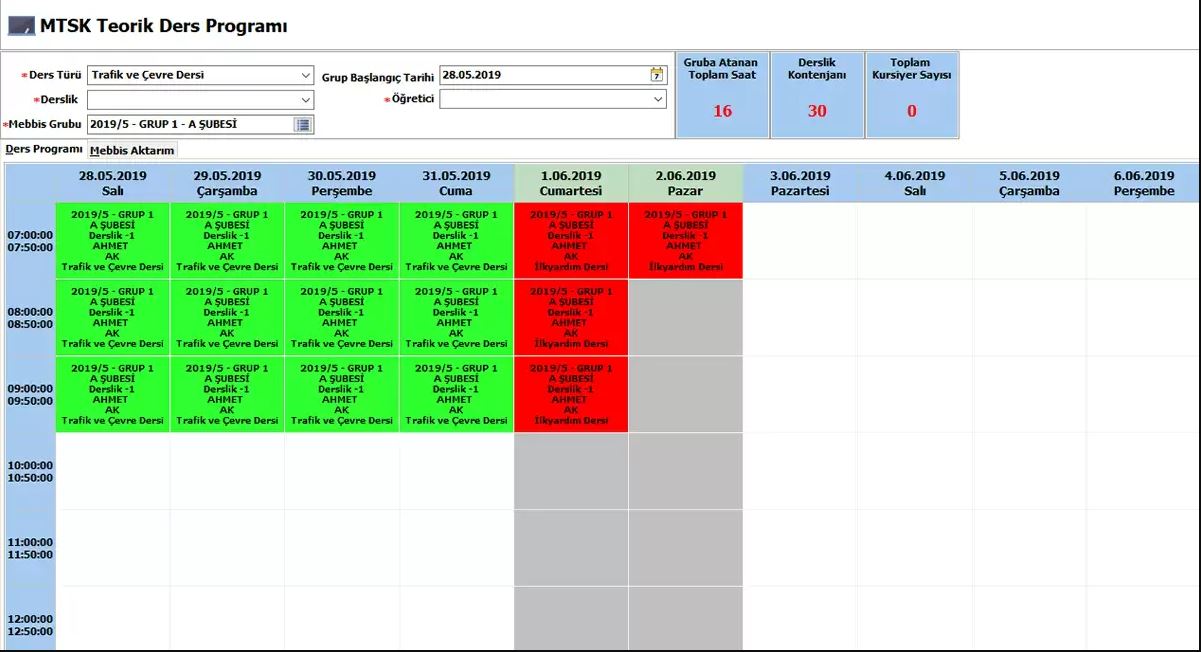 MTSK Teorik Ders Programı
*Ders Türü Trafik ve Çevre Dersi
Grup Başlangıç Tarihi 28.05.2019 7
*Derslik
*Öğretici
*Mebbis Grubu 2019/5 - GRUP 1 - A ŞUBESİ
Gruba Atanan
Toplam Saat
16
Derslik
Kontenjanı
30
Toplam
Kursiyer Sayısı
0
Ders Programı Mebbis Aktarım
28.05.2019 29.05.2019 30.05.2019 31.05.2019 1.06.2019 2.06.2019 3.06.2019 4.06.2019 5.06.2019 6.06.2019
Salı Çarşamba Perşembe Cuma Cumartesi Pazar Pazartesi Salı Çarşamba Perşembe
07:00:00
07:50:00
2019/5 - GRUP 1 2019/5 - GRUP 1 2019/5 - GRUP 1 2019/5 - GRUP 1 2019/5 - GRUP 1 2019/5 - GRUP 1
A ŞUBESİ A ŞUBESİ A ŞUBESİ A ŞUBESİ A ŞUBESİ A ŞUBESİ
Derslik -1 Derslik -1 Derslik -1 Derslik -1 Derslik -1 Derslik -1
AHMET AHMET AHMET AHMET AHMET AHMET
AK AK AK AK AK AK
Trafik ve Çevre Dersi Trafik ve Çevre Dersi Trafik ve Çevre Dersi Trafik ve Çevre Dersi İlkyardım Dersi İlkyardım Dersi
08:00:00
08:50:00
2019/5 - GRUP 1 2019/5 - GRUP 1 2019/5 - GRUP 1 2019/5 - GRUP 1 2019/5 - GRUP 1
A ŞUBESİ A ŞUBESİ A ŞUBESİ A ŞUBESİ A ŞUBESİ
Derslik -1 Derslik -1 Derslik -1 Derslik -1 Derslik -1
AHMET AHMET AHMET AHMET AHMET
AK AK AK AK AK
Trafik ve Çevre Dersi Trafik ve Çevre Dersi Trafik ve Çevre Dersi Trafik ve Çevre Dersi İlkyardım Dersi
09:00:00
09:50:00
2019/5 - GRUP 1 2019/5 - GRUP 1 2019/5 - GRUP 1 2019/5 - GRUP 1 2019/5 - GRUP 1
A ŞUBESİ A ŞUBESİ A ŞUBESİ A ŞUBESİ A ŞUBESİ
Derslik -1 Derslik -1 Derslik -1 Derslik -1 Derslik -1
AHMET AHMET AHMET AHMET AHMET
AK AK AK AK AK
Trafik ve Çevre Dersi Trafik ve Çevre Dersi Trafik ve Çevre Dersi Trafik ve Çevre Dersi İlkyardım Dersi
10:00:00
10:50:00
11:00:00
11:50:00
12:00:00
12:50:00